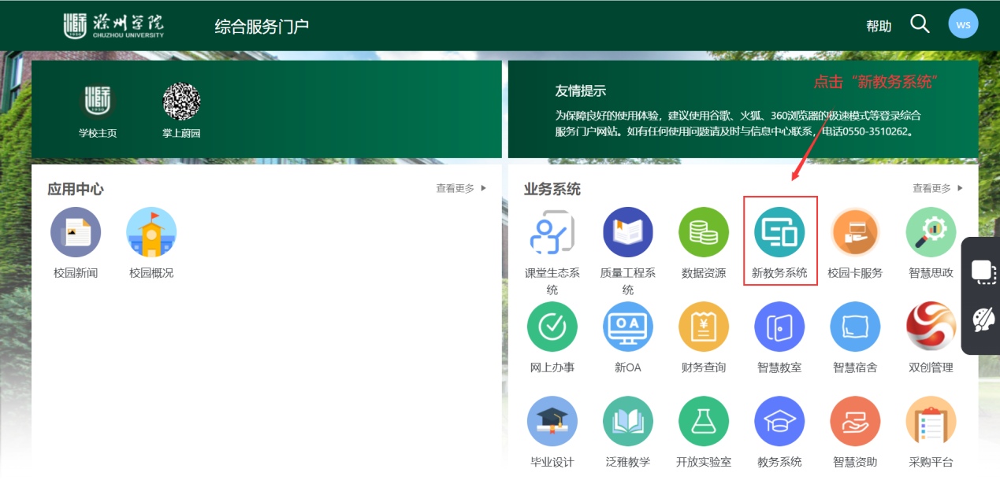 滁州学院
CHUZHOU UNIVERSITY
综合服务门户
帮助
ws
学校主页
掌上蔚园
友情提示
点击“新教务系统”
为保障良好的使用体验，建议使用谷歌、火狐、360浏览器的极速模式等登录综合
服务门户网站。如有任何使用问题请及时与信息中心联系，电话0550-3510262。
应用中心
查看更多
校园新闻
校园概况
业务系统
查看更多
课堂生态系
统
质量工程系
统
数据资源
新教务系统
校园卡服务
智慧思政
OA
网上办事
新OA
财务查询
智慧教室
智慧宿舍
双创管理
毕业设计
泛雅教学
开放实验室
教务系统
智慧资助
采购平台